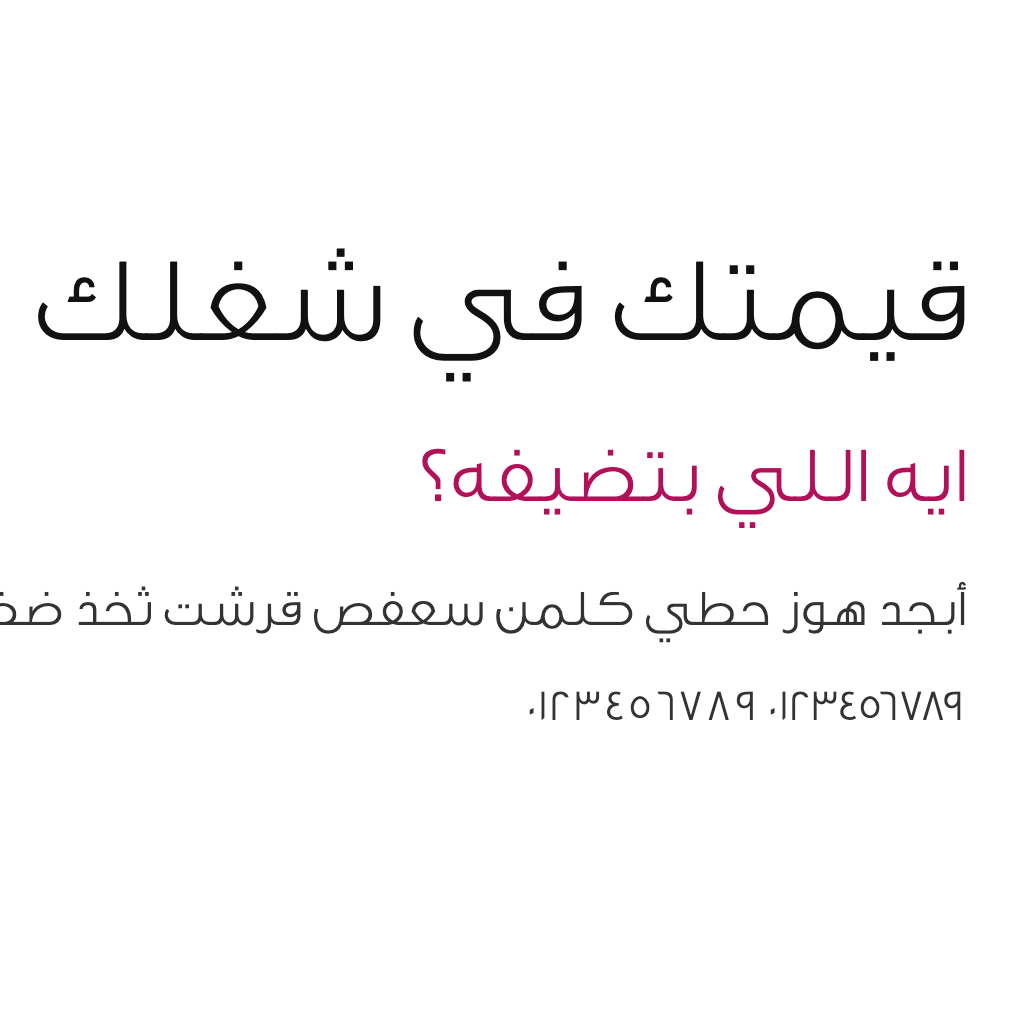 قيمتك في شغلك
ايه اللي بتضيفه؟
أبجد هوز حطي كلمن سعفص قرشت ثخذ
٠١٢٣٤٥٦٧٨٩ ٠١٢٣٤٥٦٧٨٩